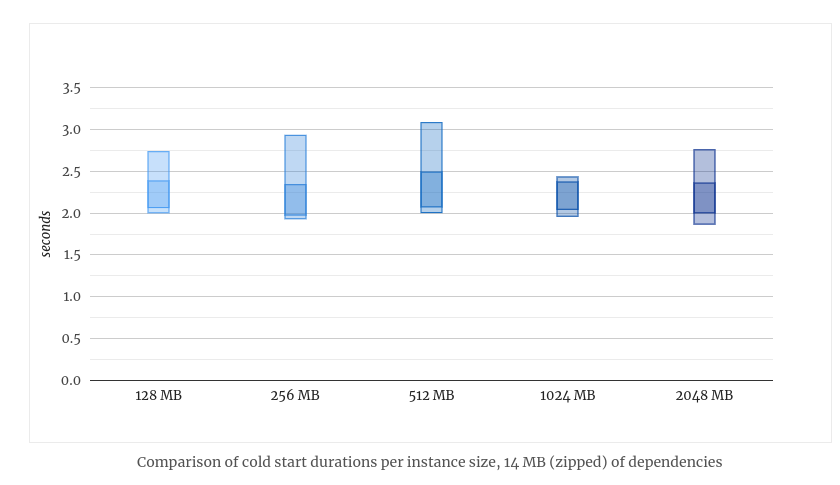 3.5
3.0
2.5
2.0
1.5
1.0
0.5
0.0
seconds
128 MB 256 MB 512 MB 1024 MB 2048 MB
Comparison of cold start durations per instance size, 14 MB (zipped) of dependencies